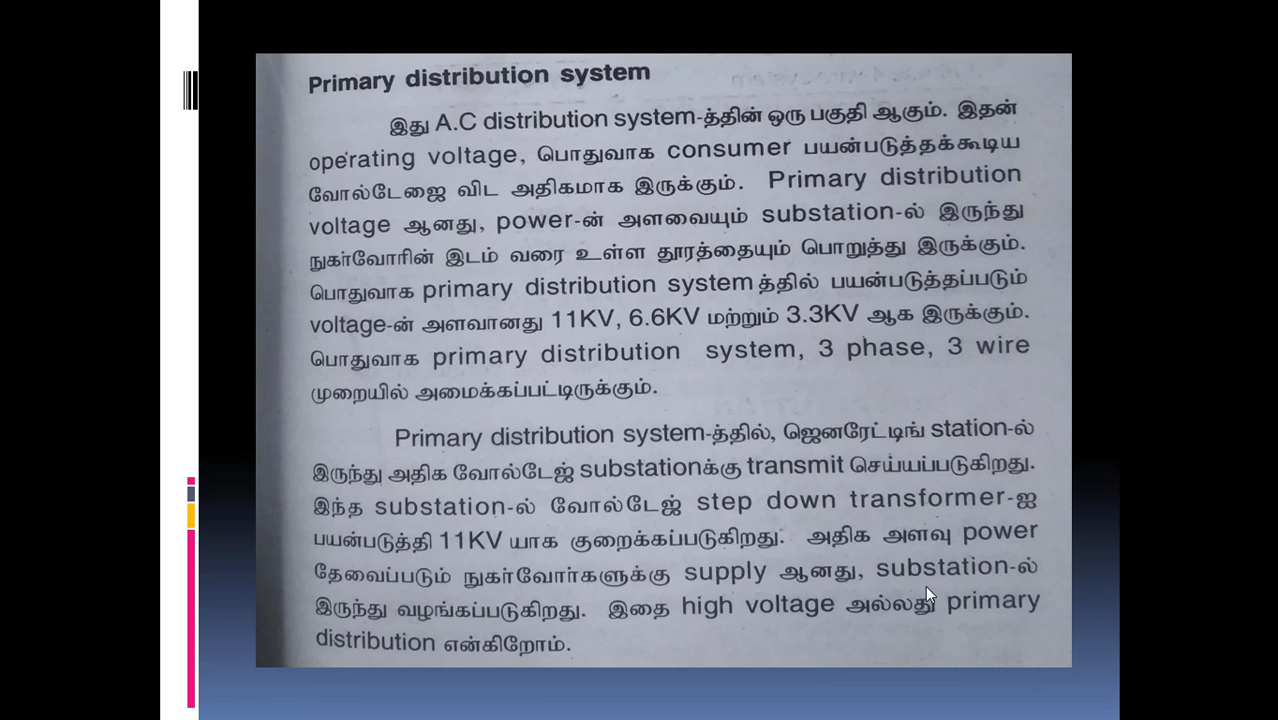 Primary distribution system
இது A.C distribution system-த்தின் ஒரு பகுதி ஆகும். இதன்
operating voltage, பொதுவாக consumer பயன்படுத்தக்கூடிய
வோல்டேஜை விட அதிகமாக இருக்கும். Primary distribution
voltage ஆனது, power-ன் அளவையும் substation-ல் இருந்து
நுகர்வோரின் இடம் வரை உள்ள தூரத்தையும் பொறுத்து இருக்கும்.
பொதுவாக primary distribution system த்தில் பயன்படுத்தப்படும்
voltage-ன் அளவானது 11KV, 6.6KV மற்றும் 3.3KV ஆக இருக்கும்.
பொதுவாக primary distribution system, 3 phase, 3 wire
முறையில் அமைக்கப்பட்டிருக்கும்.
Primary distribution system-த்தில், ஜெனரேட்டிங் station-ல்
இருந்து அதிக வோல்டேஜ் substationக்கு transmit செய்யப்படுகிறது.
இந்த substation-ல் வோல்டேஜ் step down transformer-ஐ
பயன்படுத்தி 11KV யாக குறைக்கப்படுகிறது. அதிக அளவு power
தேவைப்படும் நுகர்வோர்களுக்கு supply ஆனது, substation-ல்
இருந்து வழங்கப்படுகிறது. இதை high voltage அல்லது primary
distribution என்கிறோம்.